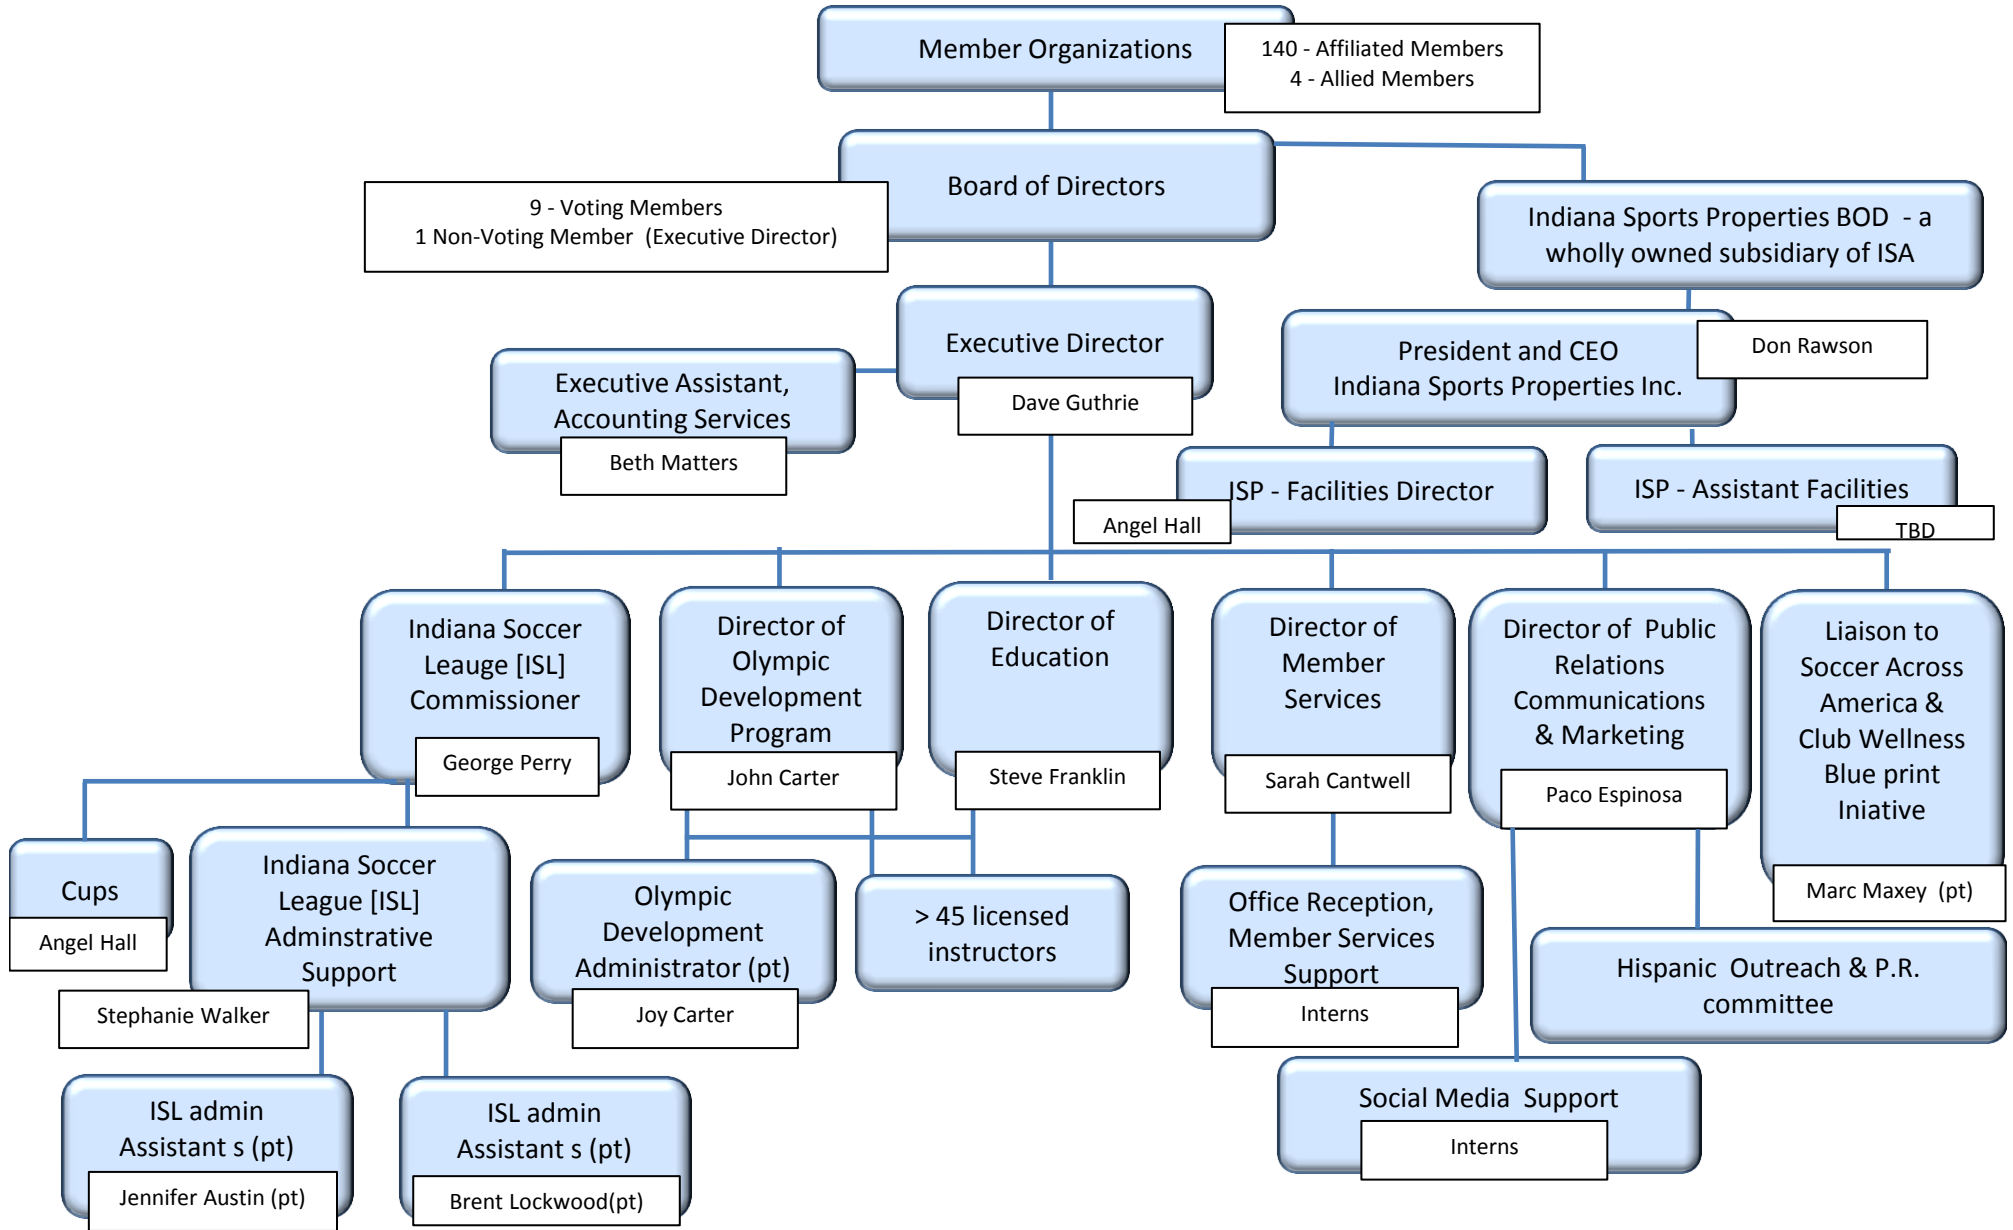 Member Organizations
140 - Affiliated Members
4 - Allied Members
Board of Directors
9 - Voting Members
1 Non-Voting Member  (Executive Director)
Indiana Sports Properties BOD  - a
wholly owned subsidiary of ISA
Executive Director
Dave Guthrie
Executive Assistant,
Accounting Services
Beth Matters
President and CEO
Indiana Sports Properties Inc.
Don Rawson
ISP - Facilities Director
Angel Hall
ISP - Assistant Facilities
TBD
Indiana Soccer
Leauge [ISL]
Commissioner
George Perry
Director of
Olympic
Development
Program
John Carter
Director of
Education
Steve Franklin
Director of
Member
Services
Sarah Cantwell
Director of  Public
Relations
Communications
& Marketing
Paco Espinosa
Liaison to
Soccer Across
America &
Club Wellness
Blue print
Iniative
Marc Maxey  (pt)
Cups
Angel Hall
Indiana Soccer
League [ISL]
Adminstrative
Support
Stephanie Walker
Olympic
Development
Administrator (pt)
Joy Carter
> 45 licensed
instructors
Office Reception,
Member Services
Support
Interns
Hispanic  Outreach & P.R.
committee
Social Media  Support
Interns
ISL admin
Assistant s (pt)
Jennifer Austin (pt)
ISL admin
Assistant s (pt)
Brent Lockwood(pt)